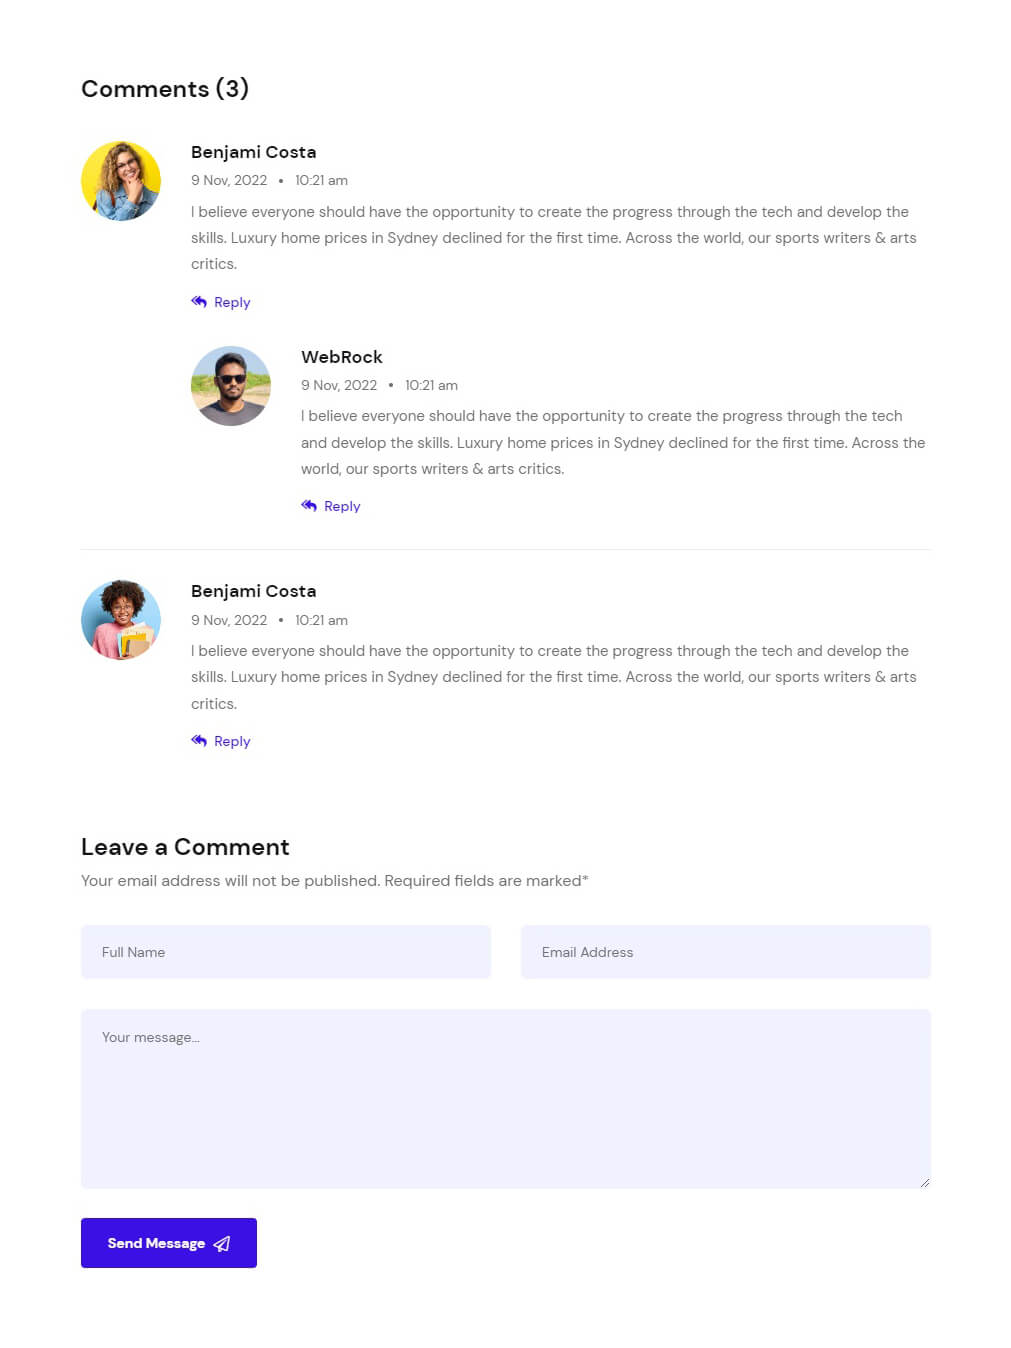 Comments (3)
Benjami Costa
9 Nov, 2022 • 10:21 am
I believe everyone should have the opportunity to create the progress through the tech and develop the
skills. Luxury home prices in Sydney declined for the first time. Across the world, our sports writers & arts
critics.
Reply
WebRock
9 Nov, 2022 • 10:21 am
I believe everyone should have the opportunity to create the progress through the tech
and develop the skills. Luxury home prices in Sydney declined for the first time. Across the
world, our sports writers & arts critics.
Reply
Benjami Costa
9 Nov, 2022 • 10:21 am
I believe everyone should have the opportunity to create the progress through the tech and develop the
skills. Luxury home prices in Sydney declined for the first time. Across the world, our sports writers & arts
critics.
Reply
Leave a Comment
Your email address will not be published. Required fields are marked*
Full Name
Email Address
Your message...
Send Message